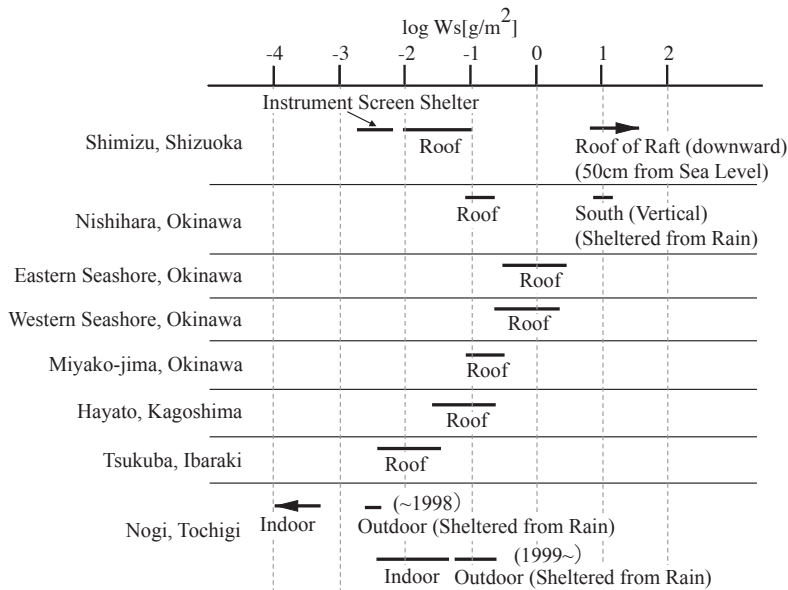 log Ws[g/m2]
-4 -3 -2 -1 0 1 2
Instrument Screen Shelter
Shimizu, Shizuoka
Roof
Roof of Raft (downward)
(50cm from Sea Level)
Nishihara, Okinawa
Roof
South (Vertical)
(Sheltered from Rain)
Eastern Seashore, Okinawa
Roof
Western Seashore, Okinawa
Roof
Miyako-jima, Okinawa
Roof
Hayato, Kagoshima
Roof
Tsukuba, Ibaraki
Roof
Nogi, Tochigi
(~1998)
Indoor
Outdoor (Sheltered from Rain)
(1999~)
Indoor
Outdoor (Sheltered from Rain)